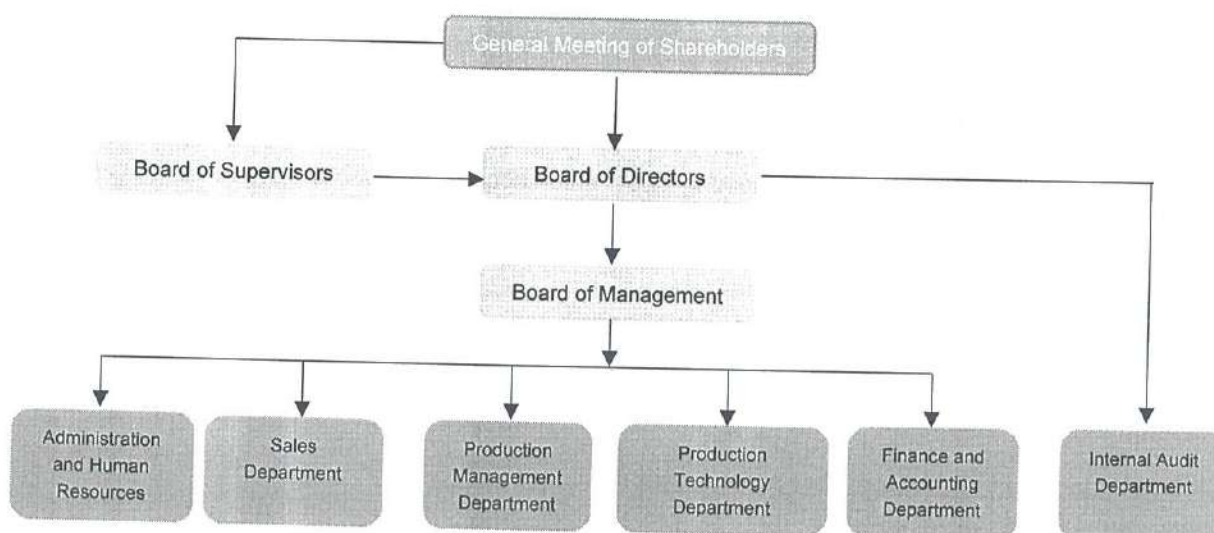 General Meeting of Shareholders
Board of Supervisors
Board of Directors
Board of Management
Administration
and Human
Resources
Sales
Department
Production
Management
Department
Production
Technology
Department
Finance and
Accounting
Department
Internal Audit
Department